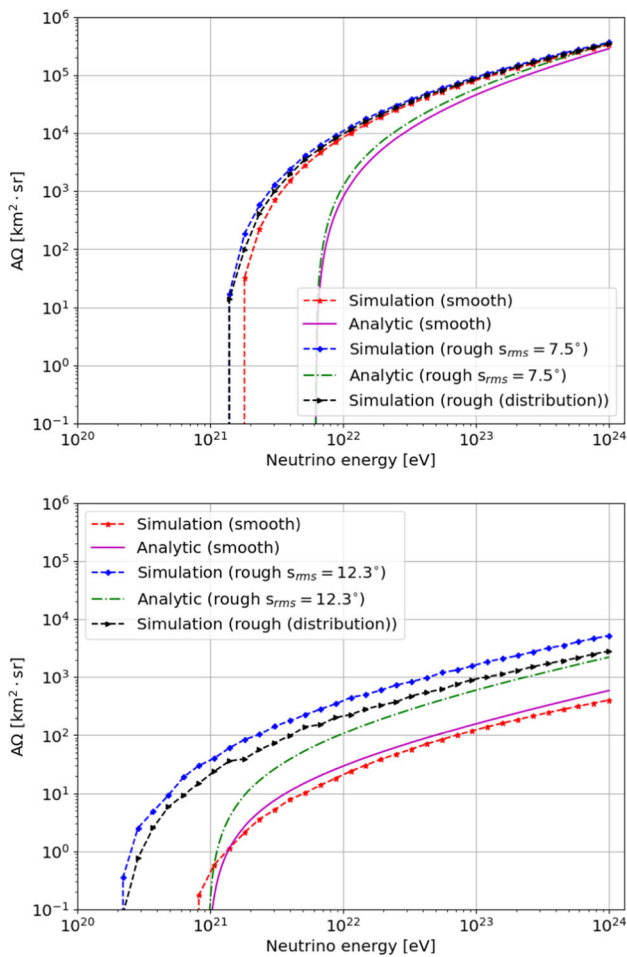 10^6
10^5
10^4
10^3
10^2
10^1
10^0
10^−1
AΩ [km^2 · sr]
Simulation (smooth)
Analytic (smooth)
Simulation (rough s_rms = 7.5°)
Analytic (rough s_rms = 7.5°)
Simulation (rough (distribution))
10^20 10^21 10^22 10^23 10^24
Neutrino energy [eV]
10^6
10^5
10^4
10^3
10^2
10^1
10^0
10^−1
AΩ [km^2 · sr]
Simulation (smooth)
Analytic (smooth)
Simulation (rough s_rms = 12.3°)
Analytic (rough s_rms = 12.3°)
Simulation (rough (distribution))
10^20 10^21 10^22 10^23 10^24
Neutrino energy [eV]